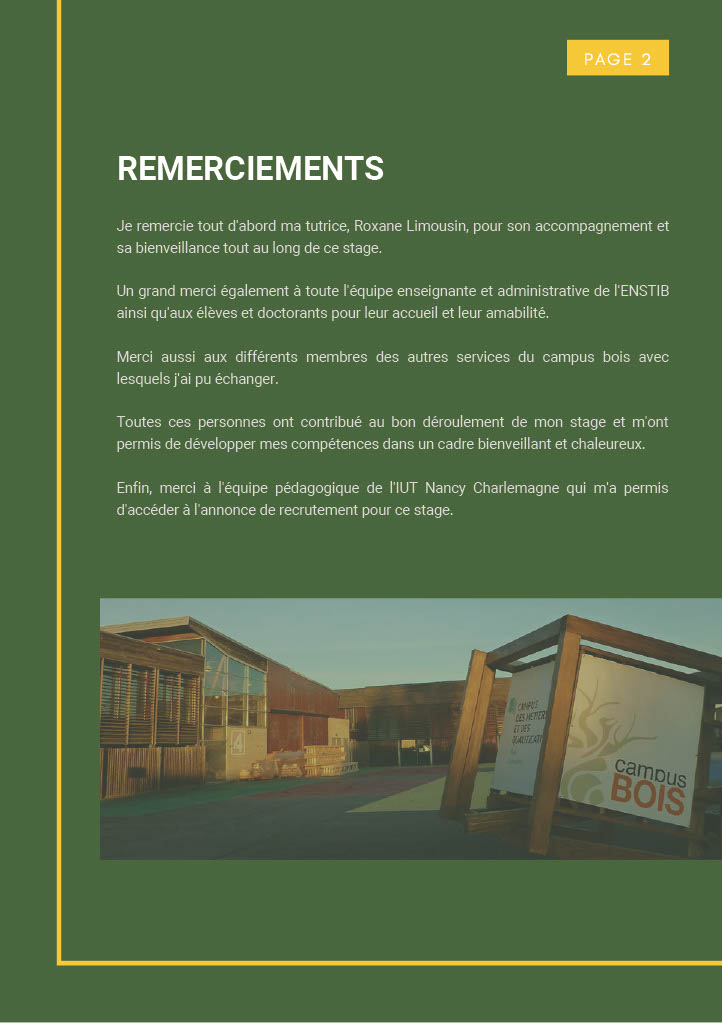 PAGE 2
REMERCIEMENTS
Je remercie tout d'abord ma tutrice, Roxane Limousin, pour son accompagnement et
sa bienveillance tout au long de ce stage.
Un grand merci également à toute l'équipe enseignante et administrative de l'ENSTIB
ainsi qu'aux élèves et doctorants pour leur accueil et leur amabilité.
Merci aussi aux différents membres des autres services du campus bois avec
lesquels j'ai pu échanger.
Toutes ces personnes ont contribué au bon déroulement de mon stage et m'ont
permis de développer mes compétences dans un cadre bienveillant et chaleureux.
Enfin, merci à l'équipe pédagogique de l'IUT Nancy Charlemagne qui m'a permis
d'accéder à l'annonce de recrutement pour ce stage.
4
CAMPUS
DES METIERS
ET DES
campus
BOIS